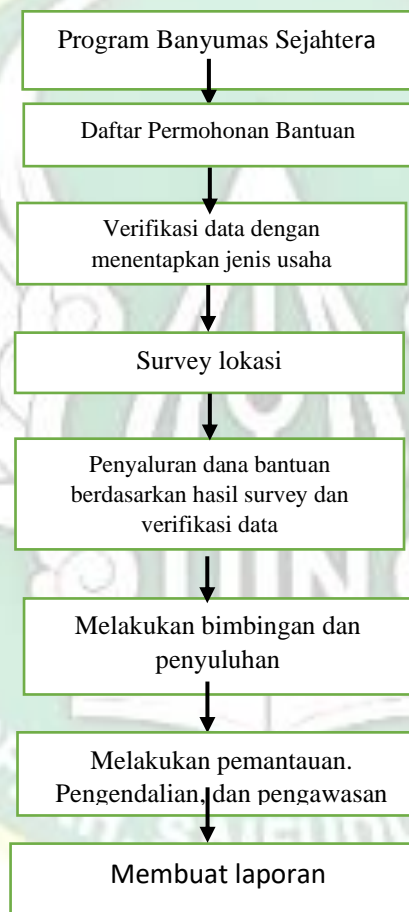 Program Banyumas Sejahtera
Daftar Permohonan Bantuan
Verifikasi data dengan
menentapkan jenis usaha
Survey lokasi
Penyaluran dana bantuan
berdasarkan hasil survey dan
verifikasi data
Melakukan bimbingan dan
penyuluhan
Melakukan pemantauan.
Pengendalian, dan pengawasan
Membuat laporan